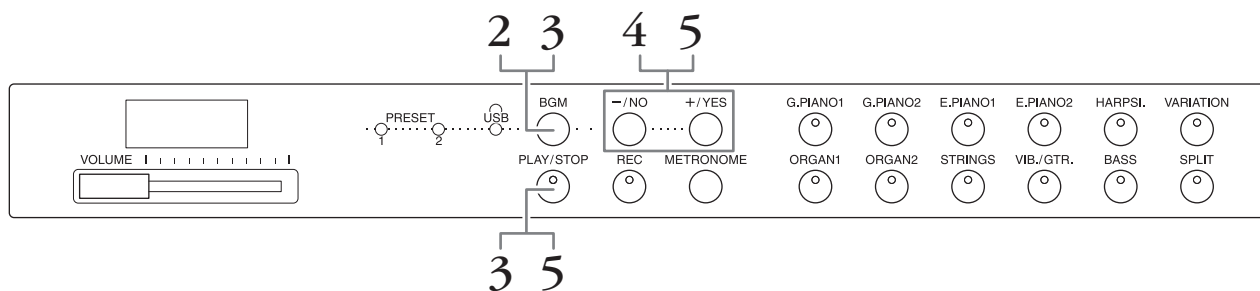 2 3 4 5
BGM −/NO +/YES G.PIANO1 G.PIANO2 E.PIANO1 E.PIANO2 HARPSI. VARIATION
PRESET USB
1 2
VOLUME PLAY/STOP REC METRONOME ORGAN1 ORGAN2 STRINGS VIB./GTR. BASS SPLIT
3 5